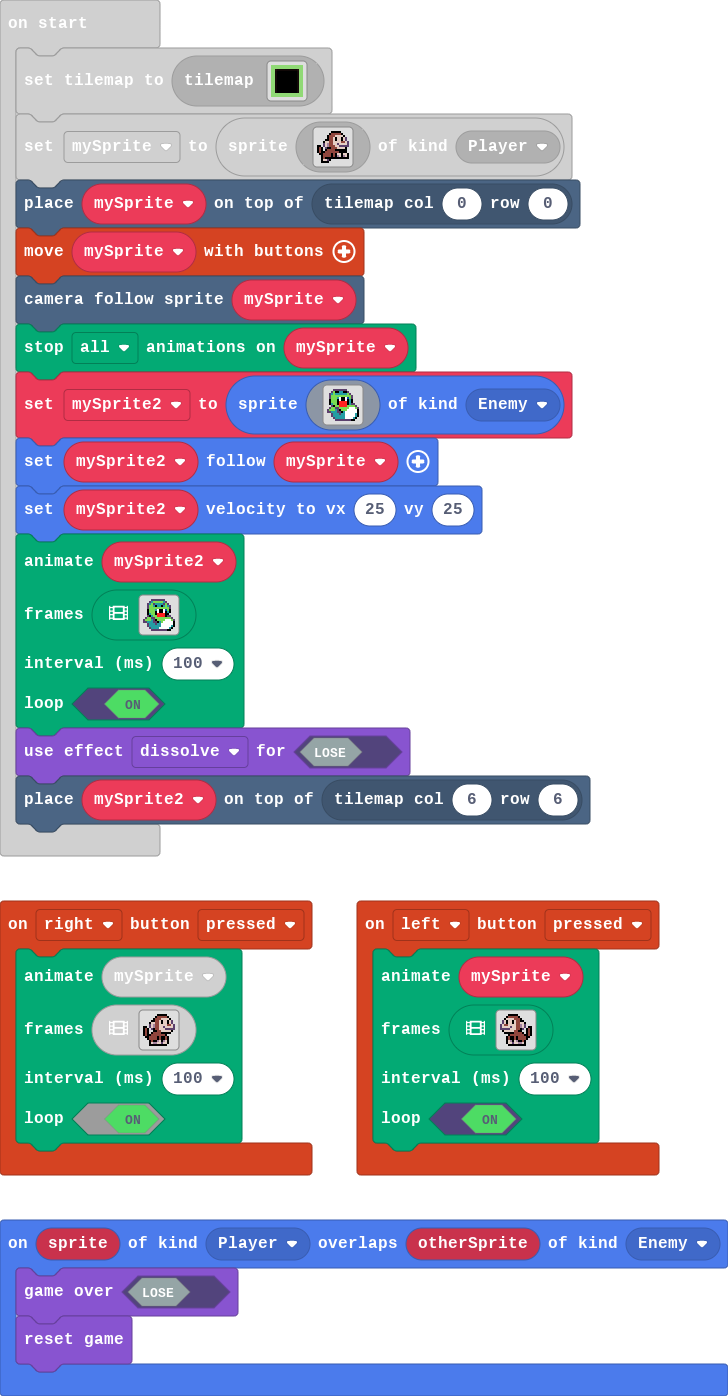 on start
set tilemap to tilemap
set mySprite to sprite of kind Player
place mySprite on top of tilemap col 0 row 0
move mySprite with buttons
camera follow sprite mySprite
stop all animations on mySprite
set mySprite2 to sprite of kind Enemy
set mySprite2 follow mySprite
set mySprite2 velocity to vx 25 vy 25
animate mySprite2
frames
interval (ms) 100
loop ON
use effect dissolve for LOSE
place mySprite2 on top of tilemap col 6 row 6
on right button pressed
animate mySprite
frames
interval (ms) 100
loop ON
on left button pressed
animate mySprite
frames
interval (ms) 100
loop ON
on sprite of kind Player overlaps otherSprite of kind Enemy
game over LOSE
reset game